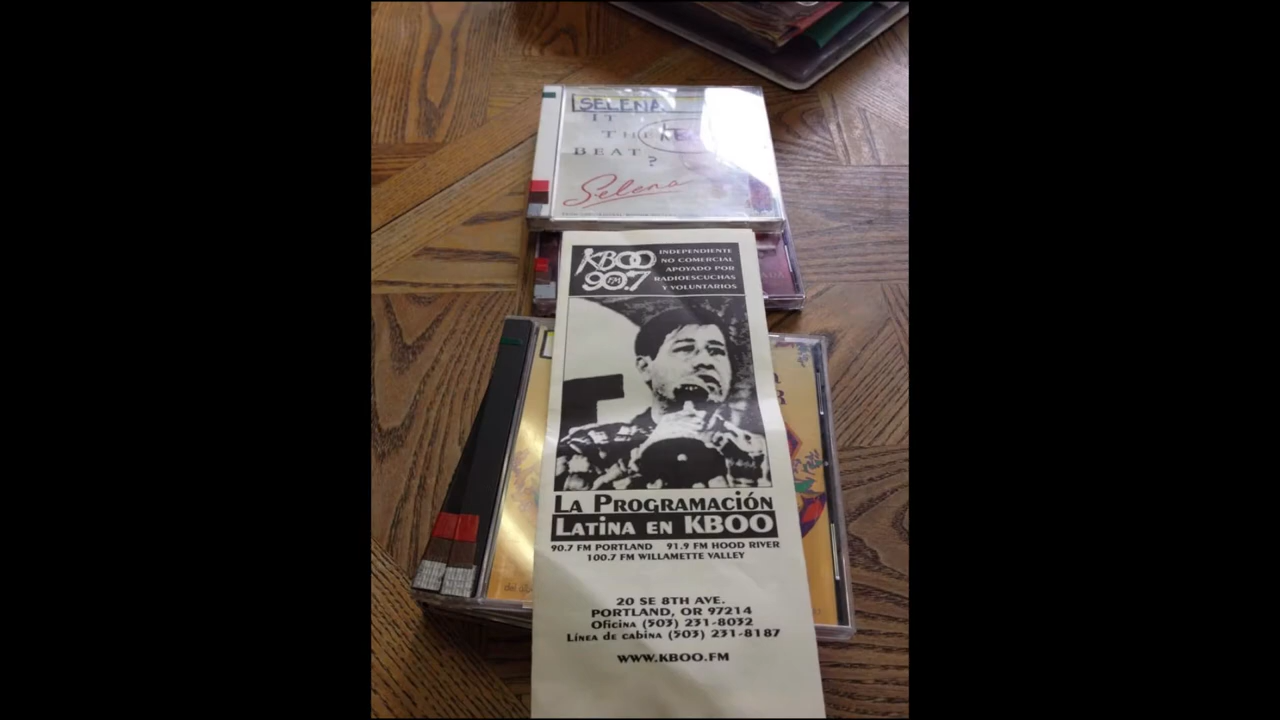 SELENA
IT
THE
BEAT
?
Selena
KBOO
90.7
FM
INDEPENDIENTE
NO COMERCIAL
APOYADO POR
RADIOESCUCHAS
Y VOLUNTARIOS
LA PROGRAMACIÓN
LATINA EN KBOO
90.7 FM PORTLAND 91.9 FM HOOD RIVER
100.7 FM WILLAMETTE VALLEY
20 SE 8TH AVE.
PORTLAND, OR 97214
Oficina (503) 231-8032
Línea de cabina (503) 231-8187
WWW.KBOO.FM